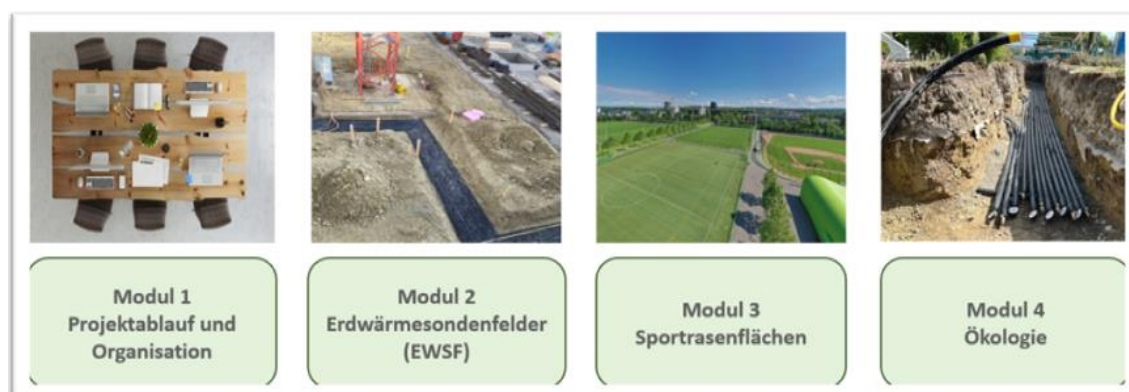 Modul 1
Projektablauf und
Organisation
Modul 2
Erdwärmesondenfelder
(EWSF)
Modul 3
Sportrasenflächen
Modul 4
Ökologie